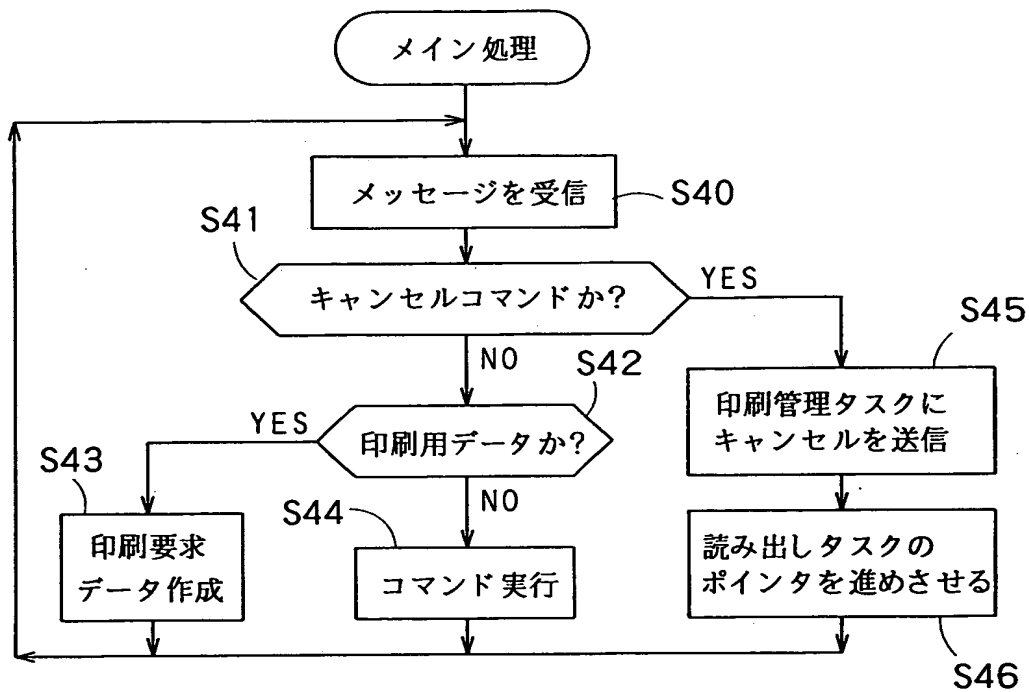 メイン処理
メッセージを受信
S40
S41
キャンセルコマンドか?
YES
S45
NO
S42
印刷管理タスクに
キャンセルを送信
YES
印刷用データか?
S43
NO
S44
印刷要求
データ作成
コマンド実行
読み出しタスクの
ポインタを進めさせる
S46